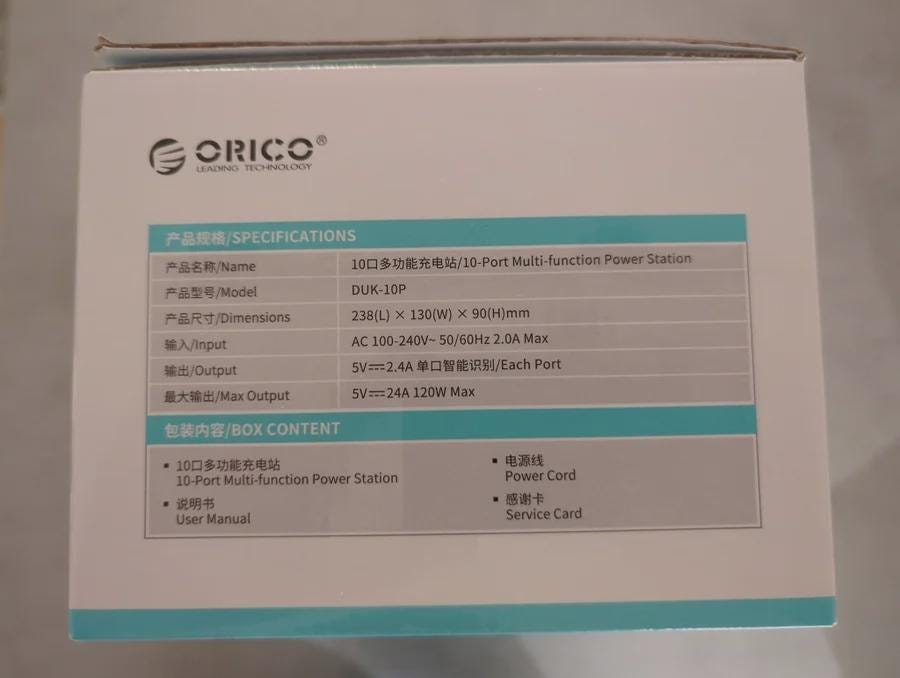 ORICO®
LEADING TECHNOLOGY
产品规格/SPECIFICATIONS
产品名称/Name 10口多功能充电站/10-Port Multi-function Power Station
产品型号/Model DUK-10P
产品尺寸/Dimensions 238(L) × 130(W) × 90(H)mm
输入/Input AC 100-240V~ 50/60Hz 2.0A Max
输出/Output 5V⎓2.4A 单口智能识别/Each Port
最大输出/Max Output 5V⎓24A 120W Max
包装内容/BOX CONTENT
▪ 10口多功能充电站
10-Port Multi-function Power Station
▪ 说明书
User Manual
▪ 电源线
Power Cord
▪ 感谢卡
Service Card